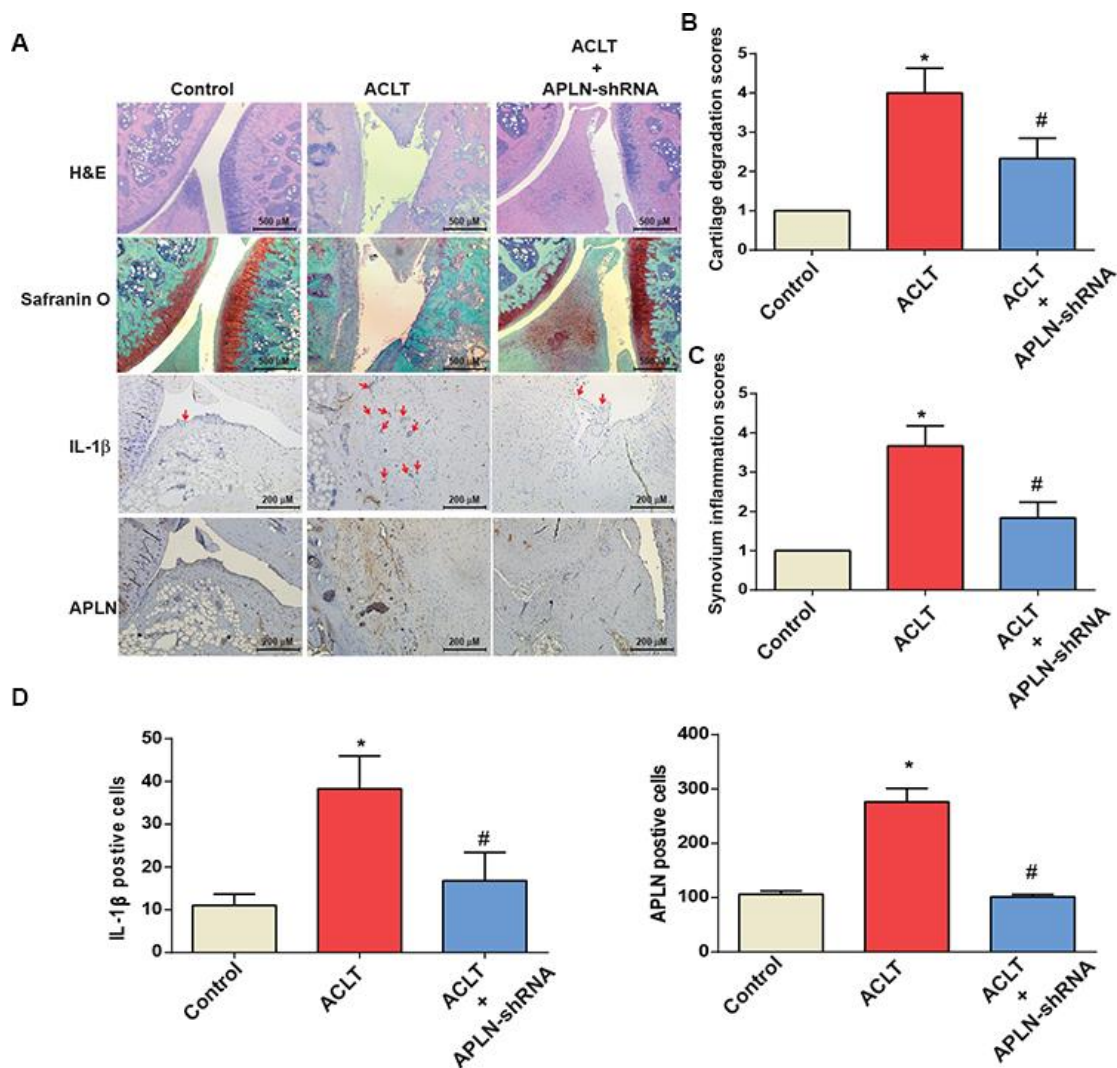 A
Control
ACLT
ACLT
+
APLN-shRNA
H&E
500 µM
500 µM
500 µM
Safranin O
500 µM
500 µM
500 µM
IL-1β
200 µM
200 µM
200 µM
APLN
200 µM
200 µM
200 µM
B
Cartilage degradation scores
5
4
3
2
1
0
*
#
Control
ACLT
ACLT
+
APLN-shRNA
C
Synovium inflammation scores
5
4
3
2
1
0
*
#
Control
ACLT
ACLT
+
APLN-shRNA
D
IL-1β postive cells
50
40
30
20
10
0
*
#
Control
ACLT
ACLT
+
APLN-shRNA
APLN postive cells
400
300
200
100
0
*
#
Control
ACLT
ACLT
+
APLN-shRNA